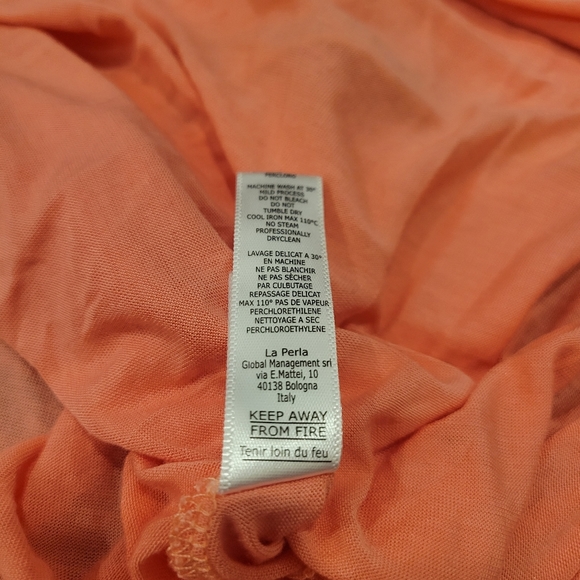 MACHINE WASH AT 30°
MILD PROCESS
DO NOT BLEACH
DO NOT
TUMBLE DRY
COOL IRON MAX 110°C
NO STEAM
PROFESSIONALLY
DRYCLEAN
LAVAGE DELICAT A 30°
EN MACHINE
NE PAS BLANCHIR
NE PAS SÈCHER
PAR CULBUTAGE
REPASSAGE DELICAT
MAX 110° PAS DE VAPEUR
PERCHLORETHILENE
NETTOYAGE A SEC
PERCHLOROETHYLENE
La Perla
Global Management srl
via E.Mattei, 10
40138 Bologna
Italy
KEEP AWAY
FROM FIRE
Tenir loin du feu